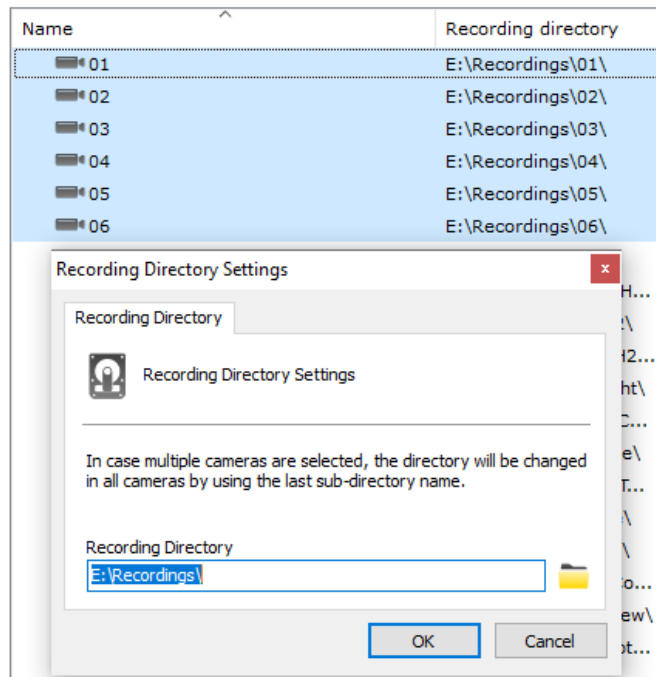 Name Recording directory
01 E:\Recordings\01\
02 E:\Recordings\02\
03 E:\Recordings\03\
04 E:\Recordings\04\
05 E:\Recordings\05\
06 E:\Recordings\06\
Recording Directory Settings
Recording Directory
Recording Directory Settings
In case multiple cameras are selected, the directory will be changed
in all cameras by using the last sub-directory name.
Recording Directory
E:\Recordings\
OK Cancel